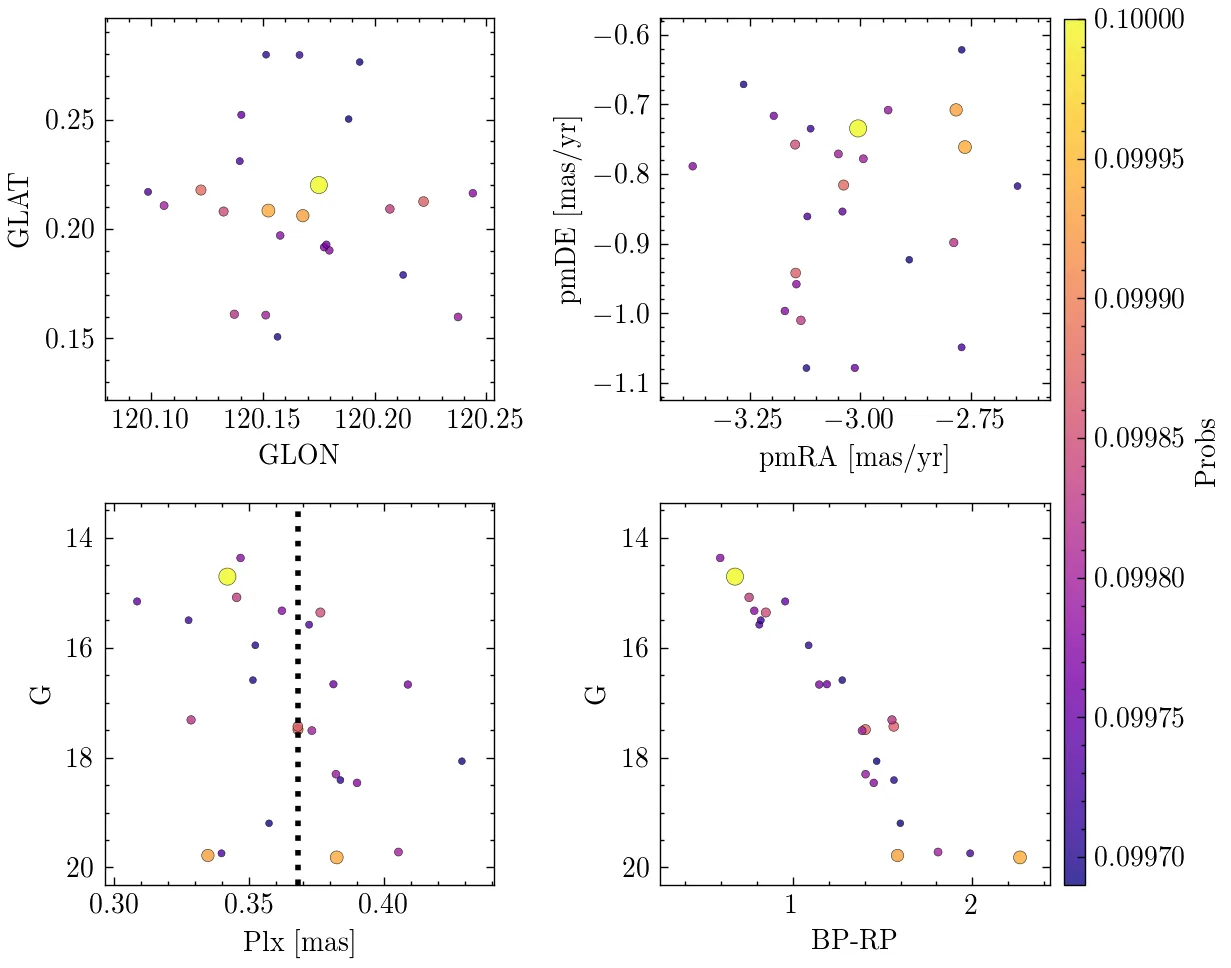 0.25
0.20
0.15
GLAT
120.10 120.15 120.20 120.25
GLON
−0.6
−0.7
−0.8
−0.9
−1.0
−1.1
pmDE [mas/yr]
−3.25 −3.00 −2.75
pmRA [mas/yr]
14
16
18
20
G
0.30 0.35 0.40
Plx [mas]
14
16
18
20
G
1 2
BP-RP
0.10000
0.09995
0.09990
0.09985
0.09980
0.09975
0.09970
Probs